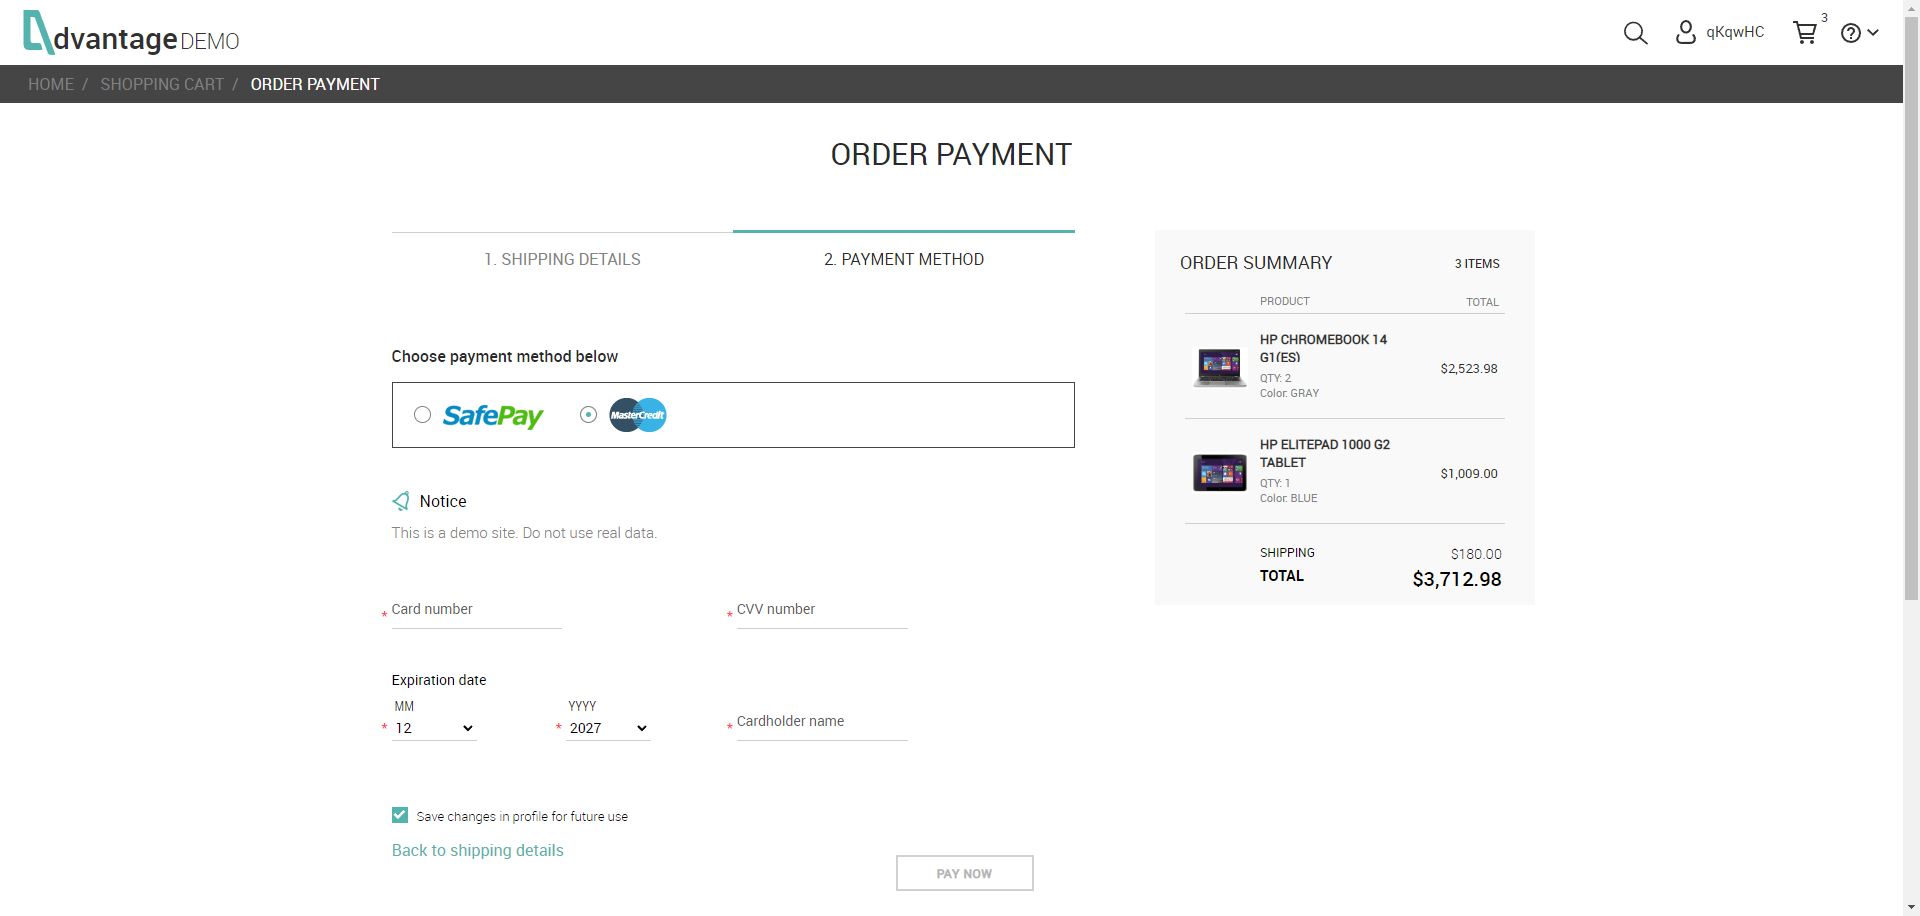 dvantage DEMO
qKqwHC
3
HOME / SHOPPING CART / ORDER PAYMENT
ORDER PAYMENT
1. SHIPPING DETAILS
2. PAYMENT METHOD
Choose payment method below
SafePay
MasterCredit
Notice
This is a demo site. Do not use real data.
* Card number
* CVV number
Expiration date
MM
YYYY
* 12
* 2027
* Cardholder name
Save changes in profile for future use
Back to shipping details
PAY NOW
ORDER SUMMARY
3 ITEMS
PRODUCT
TOTAL
HP CHROMEBOOK 14
G1(ES)
QTY: 2
Color: GRAY
$2,523.98
HP ELITEPAD 1000 G2
TABLET
QTY: 1
Color: BLUE
$1,009.00
SHIPPING
$180.00
TOTAL
$3,712.98